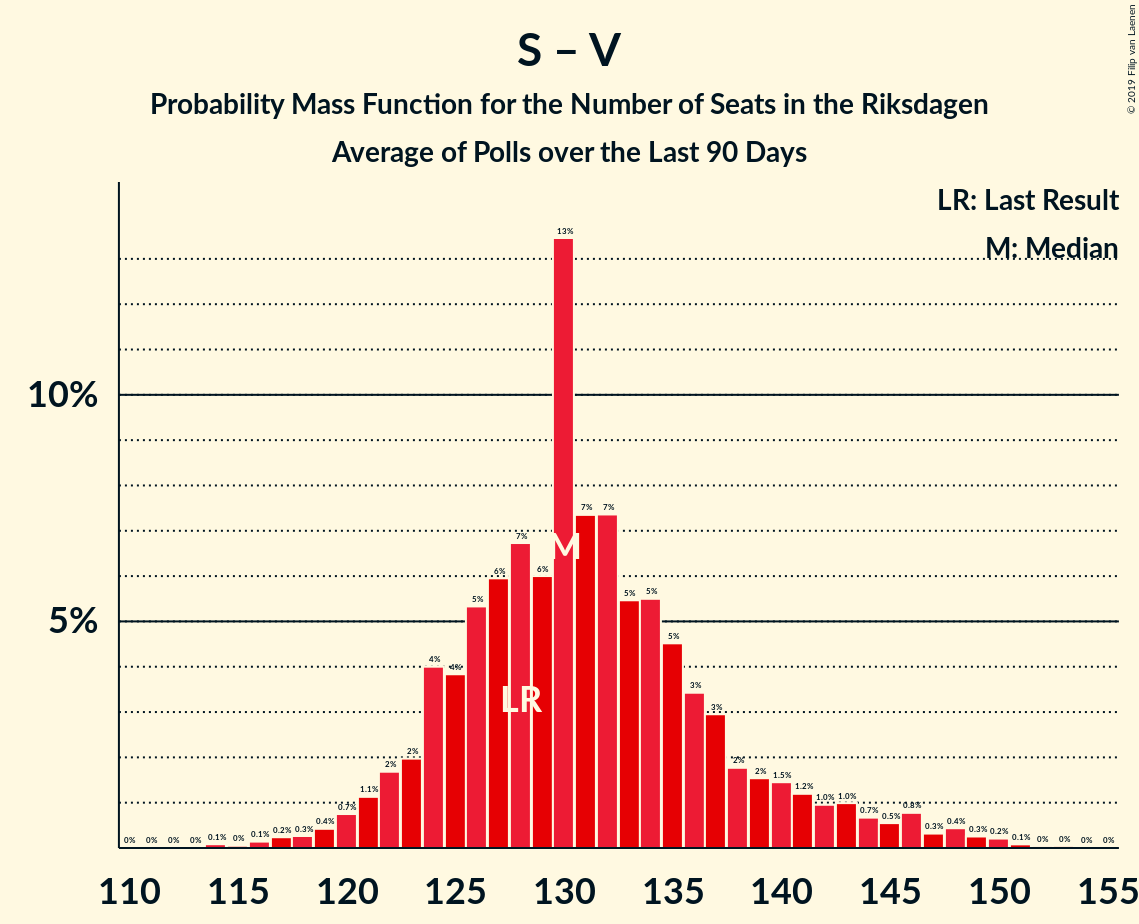 © 2019 Filip van Laenen
S – V
Probability Mass Function for the Number of Seats in the Riksdagen
Average of Polls over the Last 90 Days
LR: Last Result
M: Median
10%
5%
0% 0% 0% 0% 0.1% 0% 0.1% 0.2% 0.3% 0.4% 0.7% 1.1% 2% 2% 4% 4% 5% 6% 7% 6% 13% 7% 7% 5% 5% 5% 3% 3% 2% 2% 1.5% 1.2% 1.0% 1.0% 0.7% 0.5% 0.8% 0.3% 0.4% 0.3% 0.2% 0.1% 0% 0% 0% 0%
M
LR
110 115 120 125 130 135 140 145 150 155